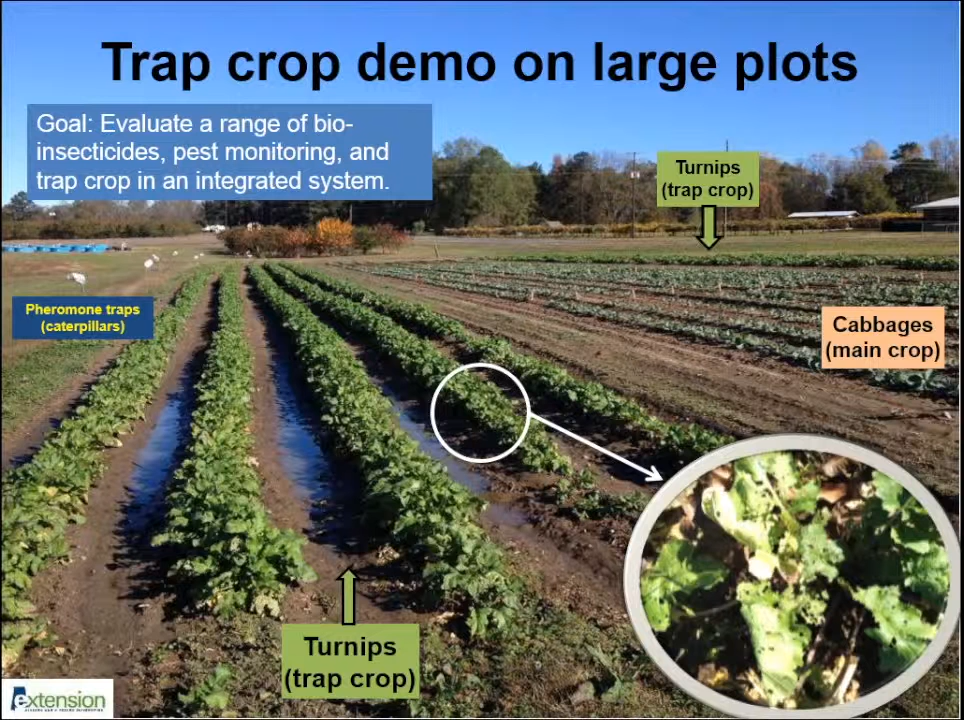 Trap crop demo on large plots
Goal: Evaluate a range of bio-
insecticides, pest monitoring, and
trap crop in an integrated system.
Turnips
(trap crop)
Pheromone traps
(caterpillars)
Cabbages
(main crop)
Turnips
(trap crop)
extension